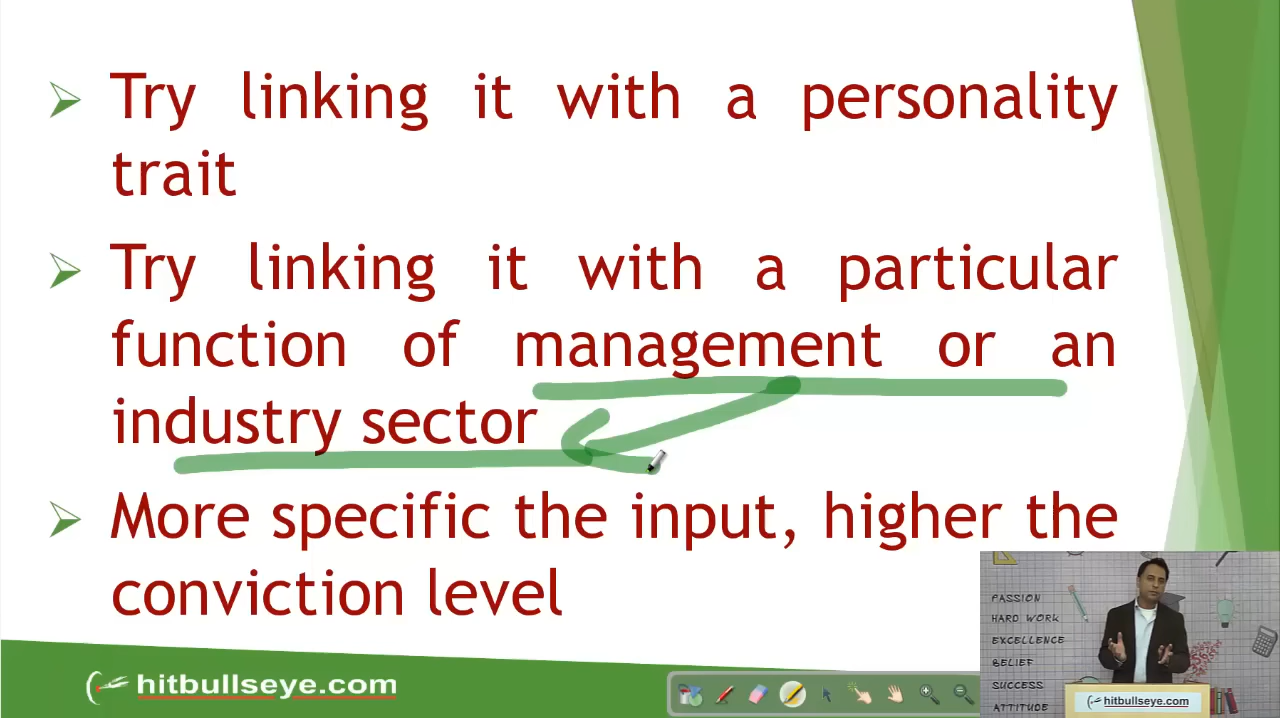 Try linking it with a personality
trait
Try linking it with a particular
function of management or an
industry sector
More specific the input, higher the
conviction level
hitbullseye.com
PASSION
HARD WORK
EXCELLENCE
BELIEF
SUCCESS
ATTITUDE
hitbullseye.com